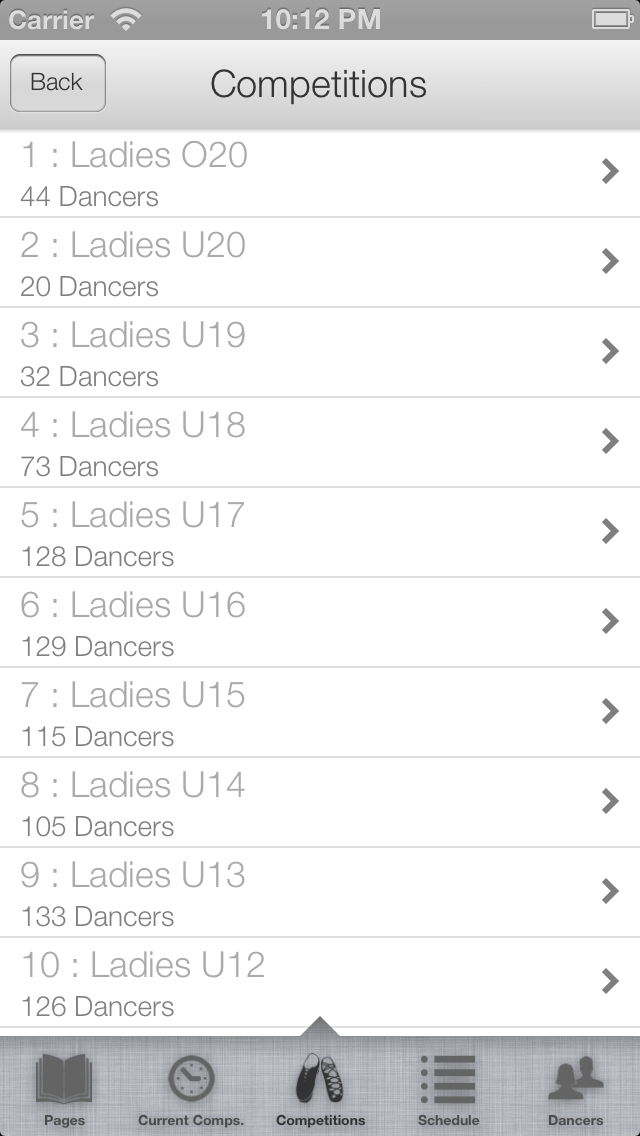 Carrier 10:12 PM
Back Competitions
1 : Ladies O20
44 Dancers
2 : Ladies U20
20 Dancers
3 : Ladies U19
32 Dancers
4 : Ladies U18
73 Dancers
5 : Ladies U17
128 Dancers
6 : Ladies U16
129 Dancers
7 : Ladies U15
115 Dancers
8 : Ladies U14
105 Dancers
9 : Ladies U13
133 Dancers
10 : Ladies U12
126 Dancers
Pages Current Comps. Competitions Schedule Dancers